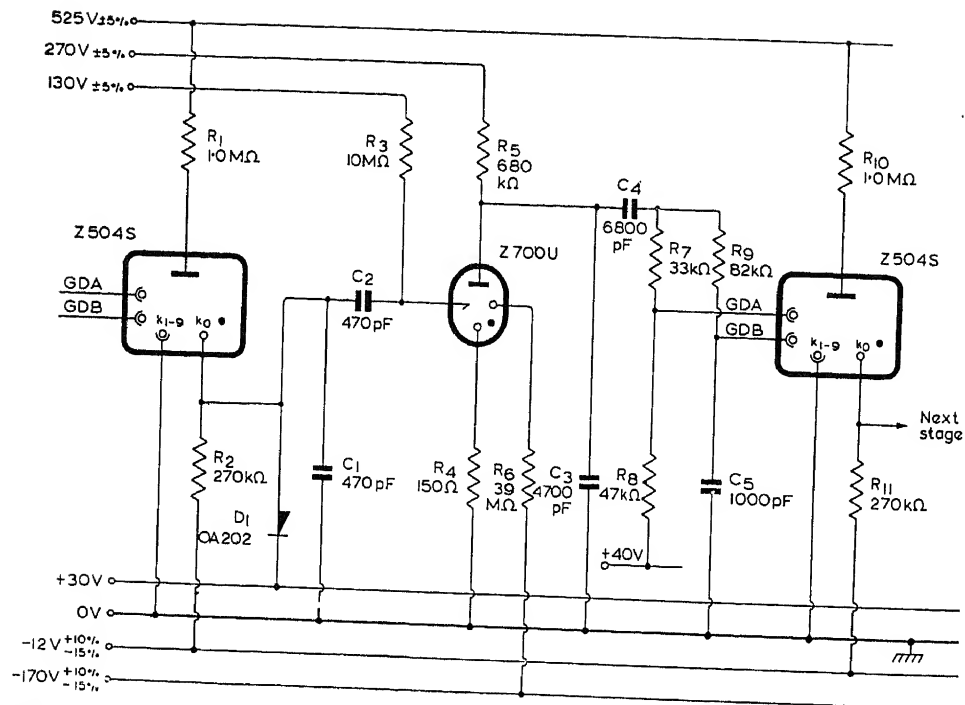 525V ±5%
270V ±5%
130V ±5%
R1
1·0MΩ
R3
10MΩ
R5
680
kΩ
R10
1·0MΩ
C4
6800
pF
R7
33kΩ
R9
82kΩ
Z504S
GDA
GDB
k1-9
k0
C2
470pF
Z700U
Z504S
GDA
GDB
k1-9
k0
Next
stage
R2
270kΩ
D1
OA202
C1
470pF
R4
150Ω
R6
39
MΩ
C3
4700
pF
R8
47kΩ
C5
1000pF
R11
270kΩ
+40V
+30V
0V
-12V +10% -15%
-170V +10% -15%